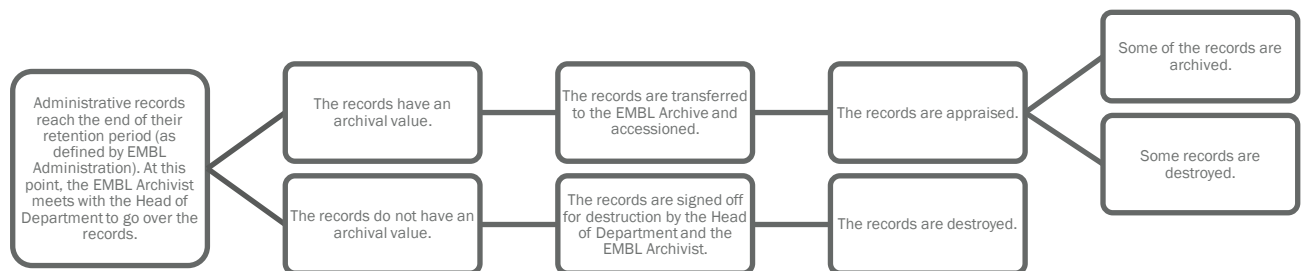 Administrative records
reach the end of their
retention period (as
defined by EMBL
Administration). At this
point, the EMBL Archivist
meets with the Head of
Department to go over the
records.
The records have an
archival value.
The records are transferred
to the EMBL Archive and
accessioned.
The records are appraised.
Some of the records are
archived.
Some records are
destroyed.
The records do not have an
archival value.
The records are signed off
for destruction by the Head
of Department and the
EMBL Archivist.
The records are destroyed.